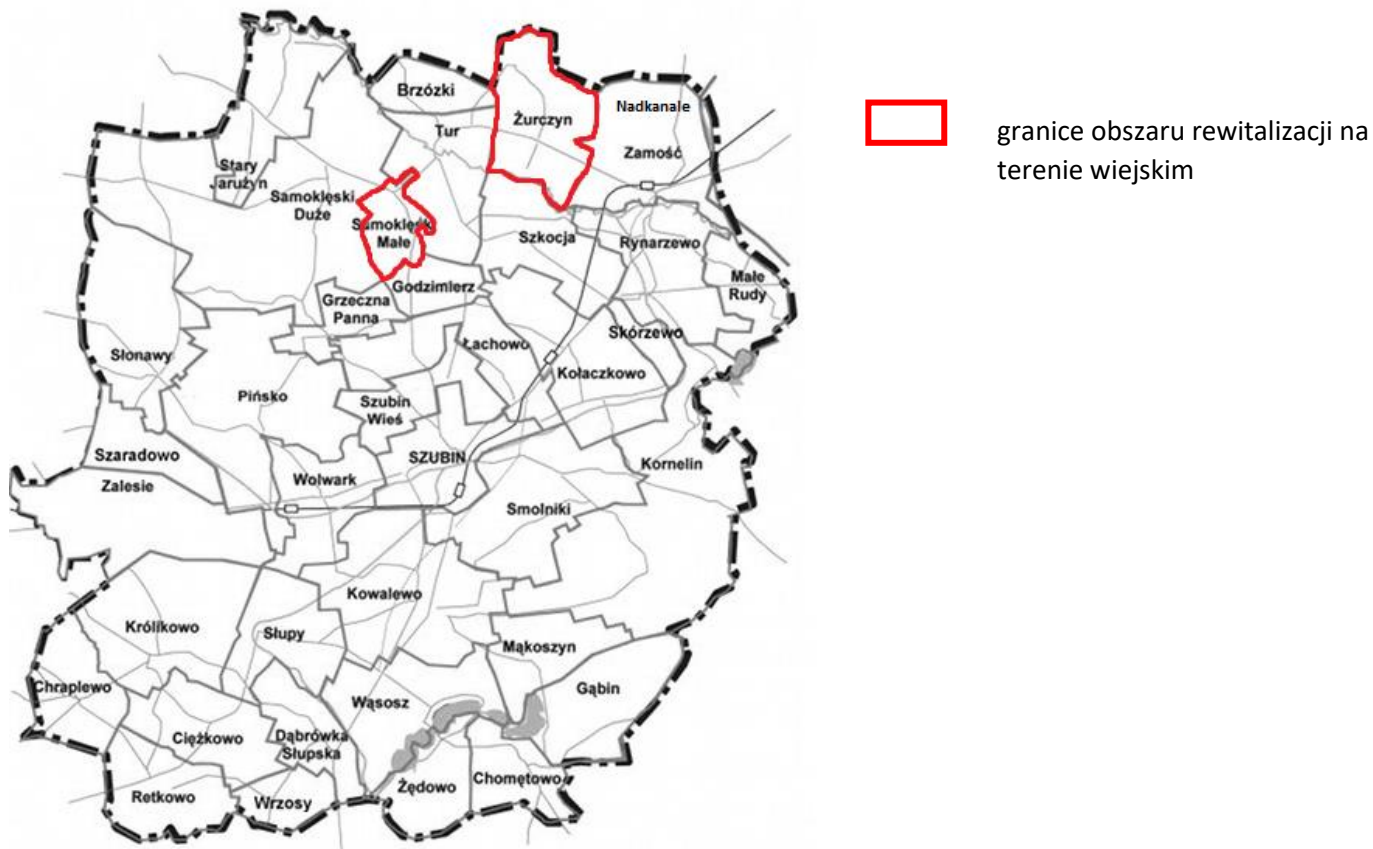 Brzózki
Żurczyn
Nadkanale
Tur
Zamość
Stary
Jarużyn
Samoklęski
Duże
Samoklęski
Małe
Szkocja
Rynarzewo
Małe
Rudy
Godzimierz
Grzeczna
Panna
Słonawy
Łachowo
Skórzewo
Kołaczkowo
Pińsko
Szubin
Wieś
Szaradowo
SZUBIN
Kornelin
Zalesie
Wolwark
Smolniki
Kowalewo
Królikowo
Słupy
Mąkoszyn
Chraplewo
Gąbin
Wąsosz
Ciężkowo
Dąbrówka
Słupska
Żędowo
Chomętowo
Retkowo
Wrzosy
granice obszaru rewitalizacji na
terenie wiejskim